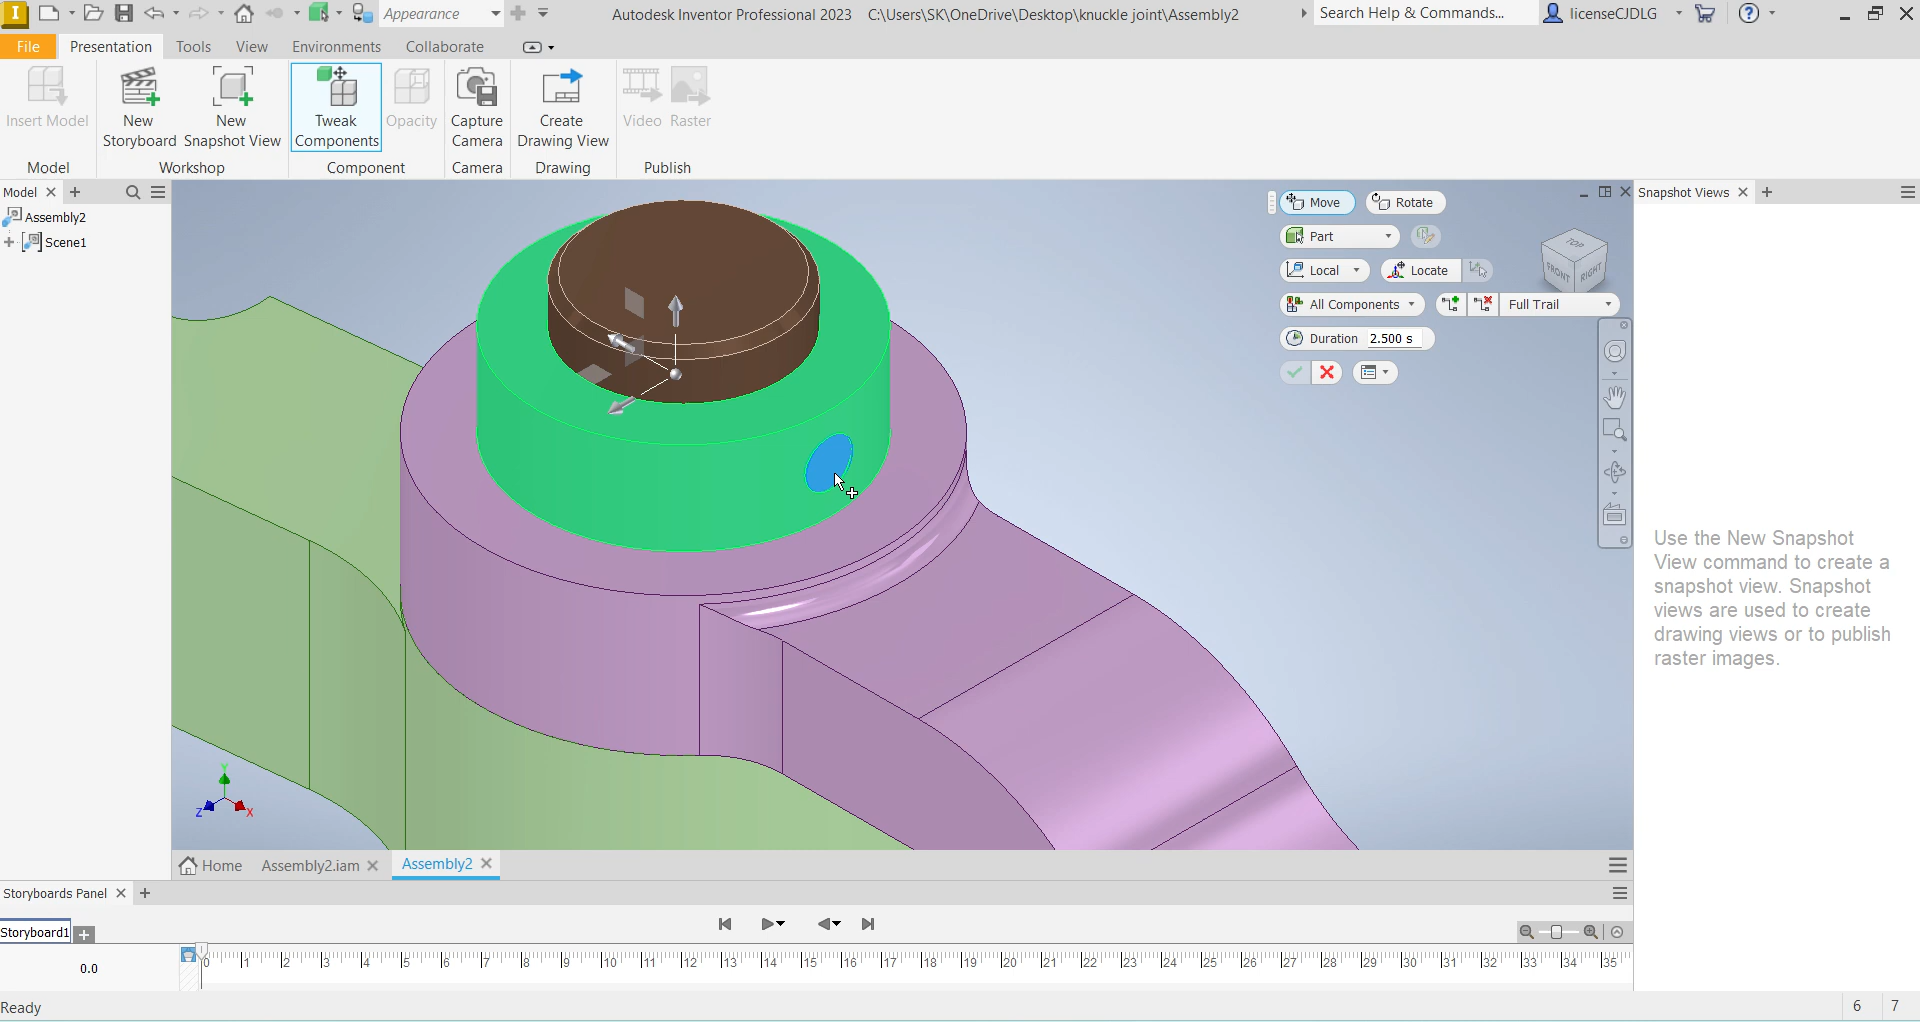 Appearance
Autodesk Inventor Professional 2023 C:\Users\SK\OneDrive\Desktop\knuckle joint\Assembly2
Search Help & Commands...
licenseCJDLG
File
Presentation
Tools
View
Environments
Collaborate
Insert Model
New Storyboard
New Snapshot View
Tweak Components
Opacity
Capture Camera
Create Drawing View
Video
Raster
Model
Workshop
Component
Camera
Drawing
Publish
Model
Assembly2
Scene1
Move
Rotate
Part
Local
Locate
All Components
Full Trail
Duration 2.500 s
TOP
FRONT
RIGHT
Snapshot Views
Use the New Snapshot
View command to create a
snapshot view. Snapshot
views are used to create
drawing views or to publish
raster images.
Y
Z
X
Home
Assembly2.iam
Assembly2
Storyboards Panel
Storyboard1
0.0
0 1 2 3 4 5 6 7 8 9 10 11 12 13 14 15 16 17 18 19 20 21 22 23 24 25 26 27 28 29 30 31 32 33 34 35
Ready
6 7